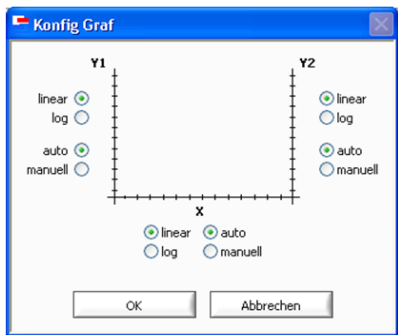 Konfig Graf
Y1 Y2
linear linear
log log
auto auto
manuell manuell
X
linear auto
log manuell
OK Abbrechen